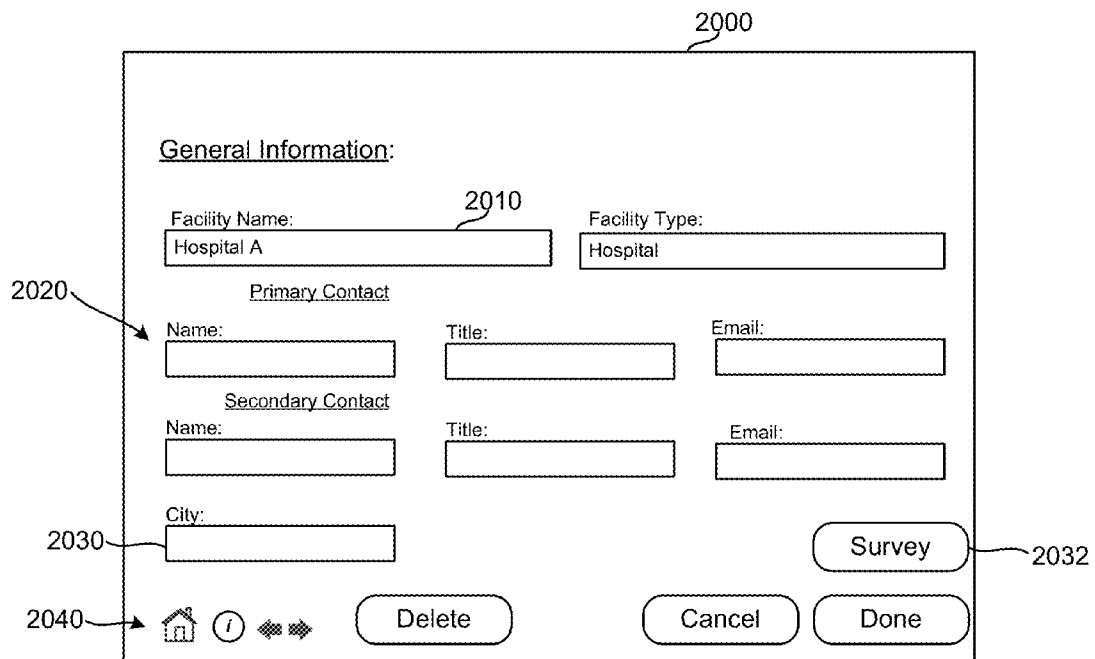 2000
General Information:
2010
Facility Name: Facility Type:
Hospital A Hospital
2020 Primary Contact
Name: Title: Email:
Secondary Contact
Name: Title: Email:
City:
2030
Survey 2032
2040 i Delete Cancel Done